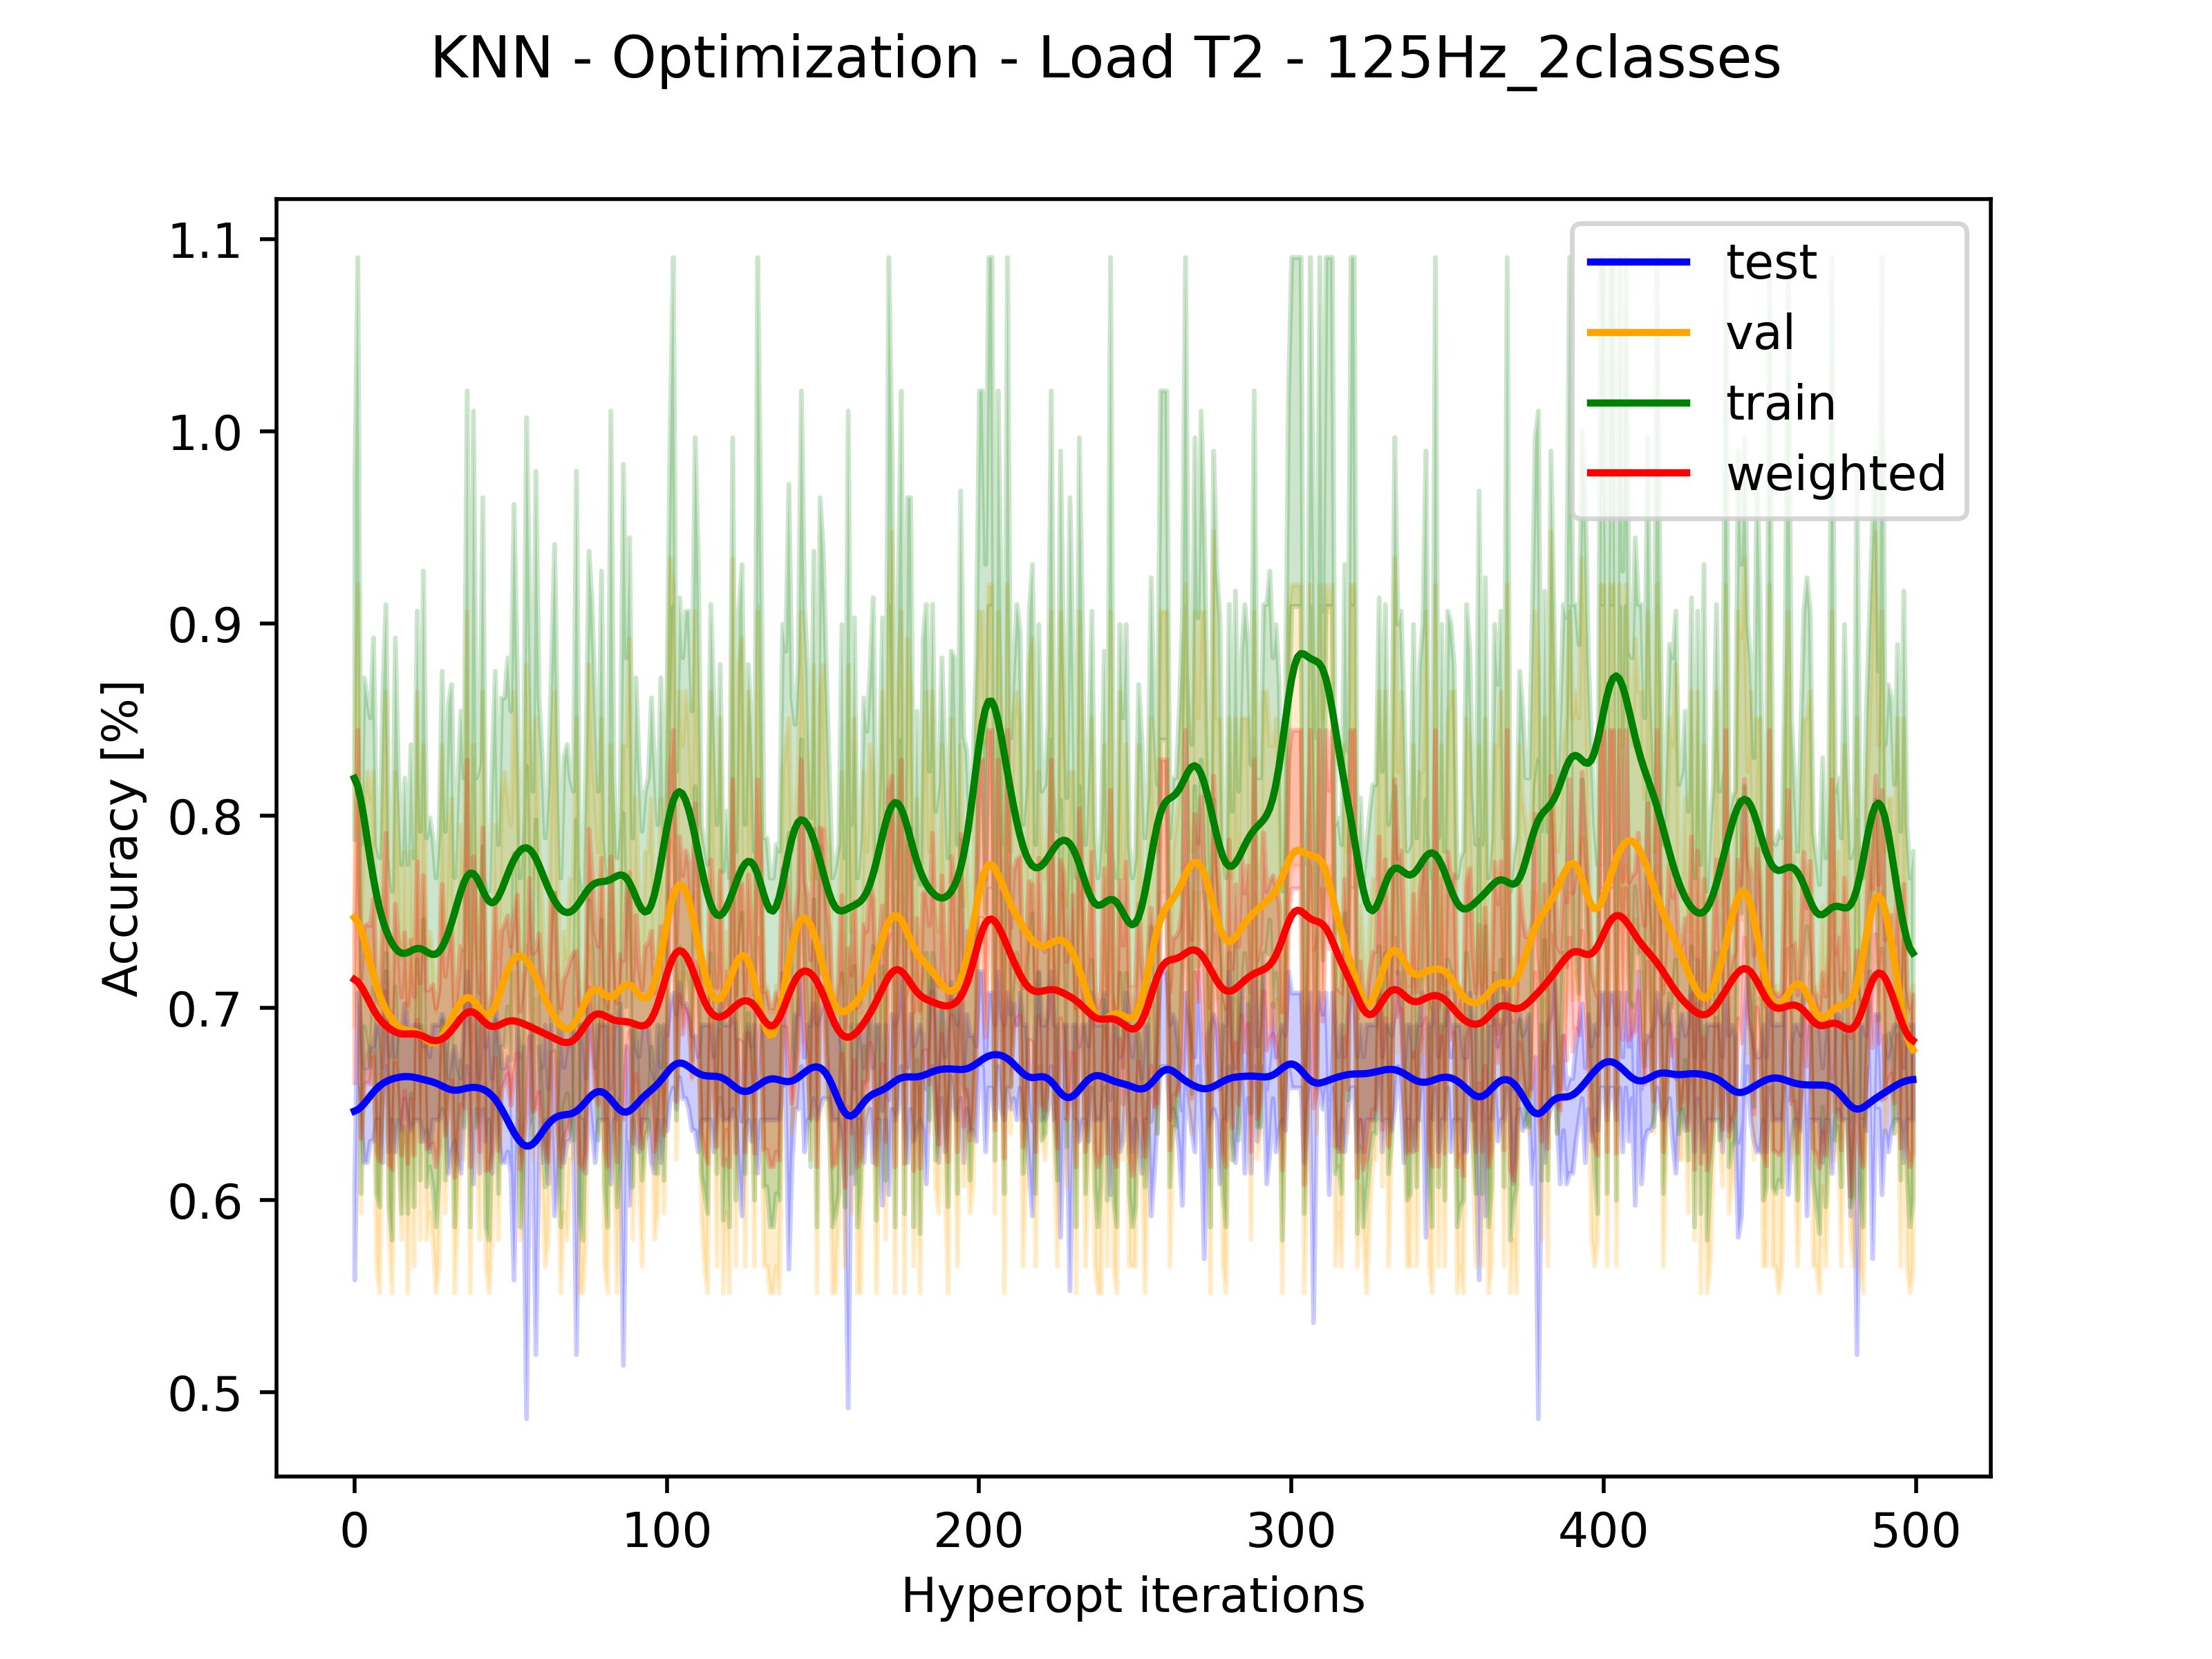 KNN - Optimization - Load T2 - 125Hz_2classes
1.1
1.0
0.9
0.8
0.7
0.6
0.5
Accuracy [%]
test
val
train
weighted
0 100 200 300 400 500
Hyperopt iterations